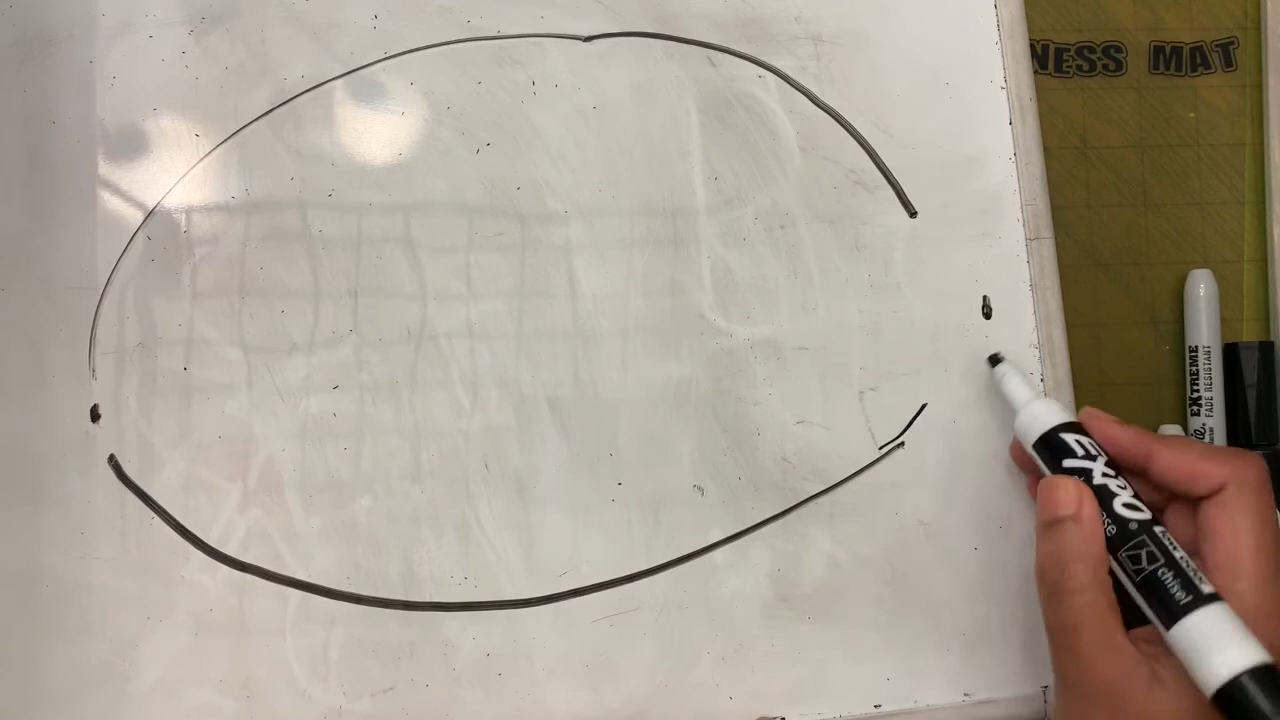 NESS MAT
EXTREME
FADE RESISTANT
EXPO®
chisel